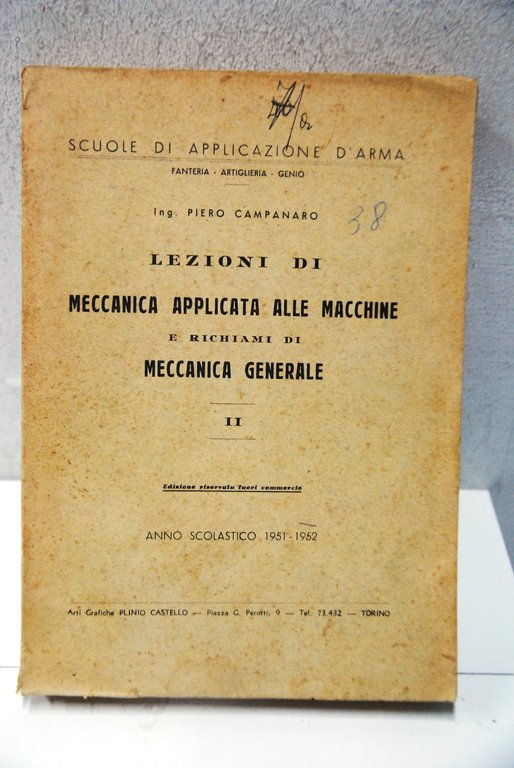 SCUOLE DI APPLICAZIONE D'ARMA
FANTERIA - ARTIGLIERIA - GENIO
Ing. PIERO CAMPANARO
38
LEZIONI DI
MECCANICA APPLICATA ALLE MACCHINE
E RICHIAMI DI
MECCANICA GENERALE
II
Edizione riservata fuori commercio
ANNO SCOLASTICO 1951-1952
Arti Grafiche PLINIO CASTELLO — Piazza G. Perotti, 9 — Tel. 73.432 — TORINO